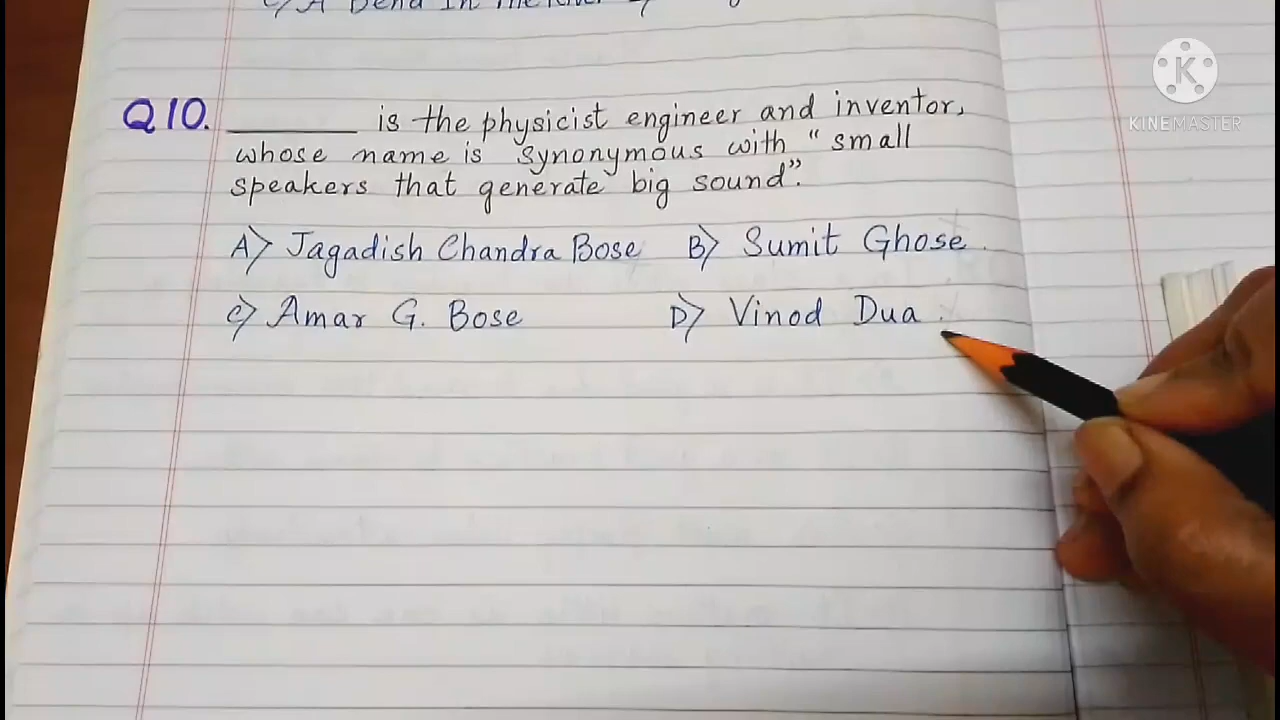 Q10. ______ is the physicist engineer and inventor,
whose name is synonymous with “small
speakers that generate big sound”.
A) Jagadish Chandra Bose B) Sumit Ghose
C) Amar G. Bose D) Vinod Dua
K
KINEMASTER